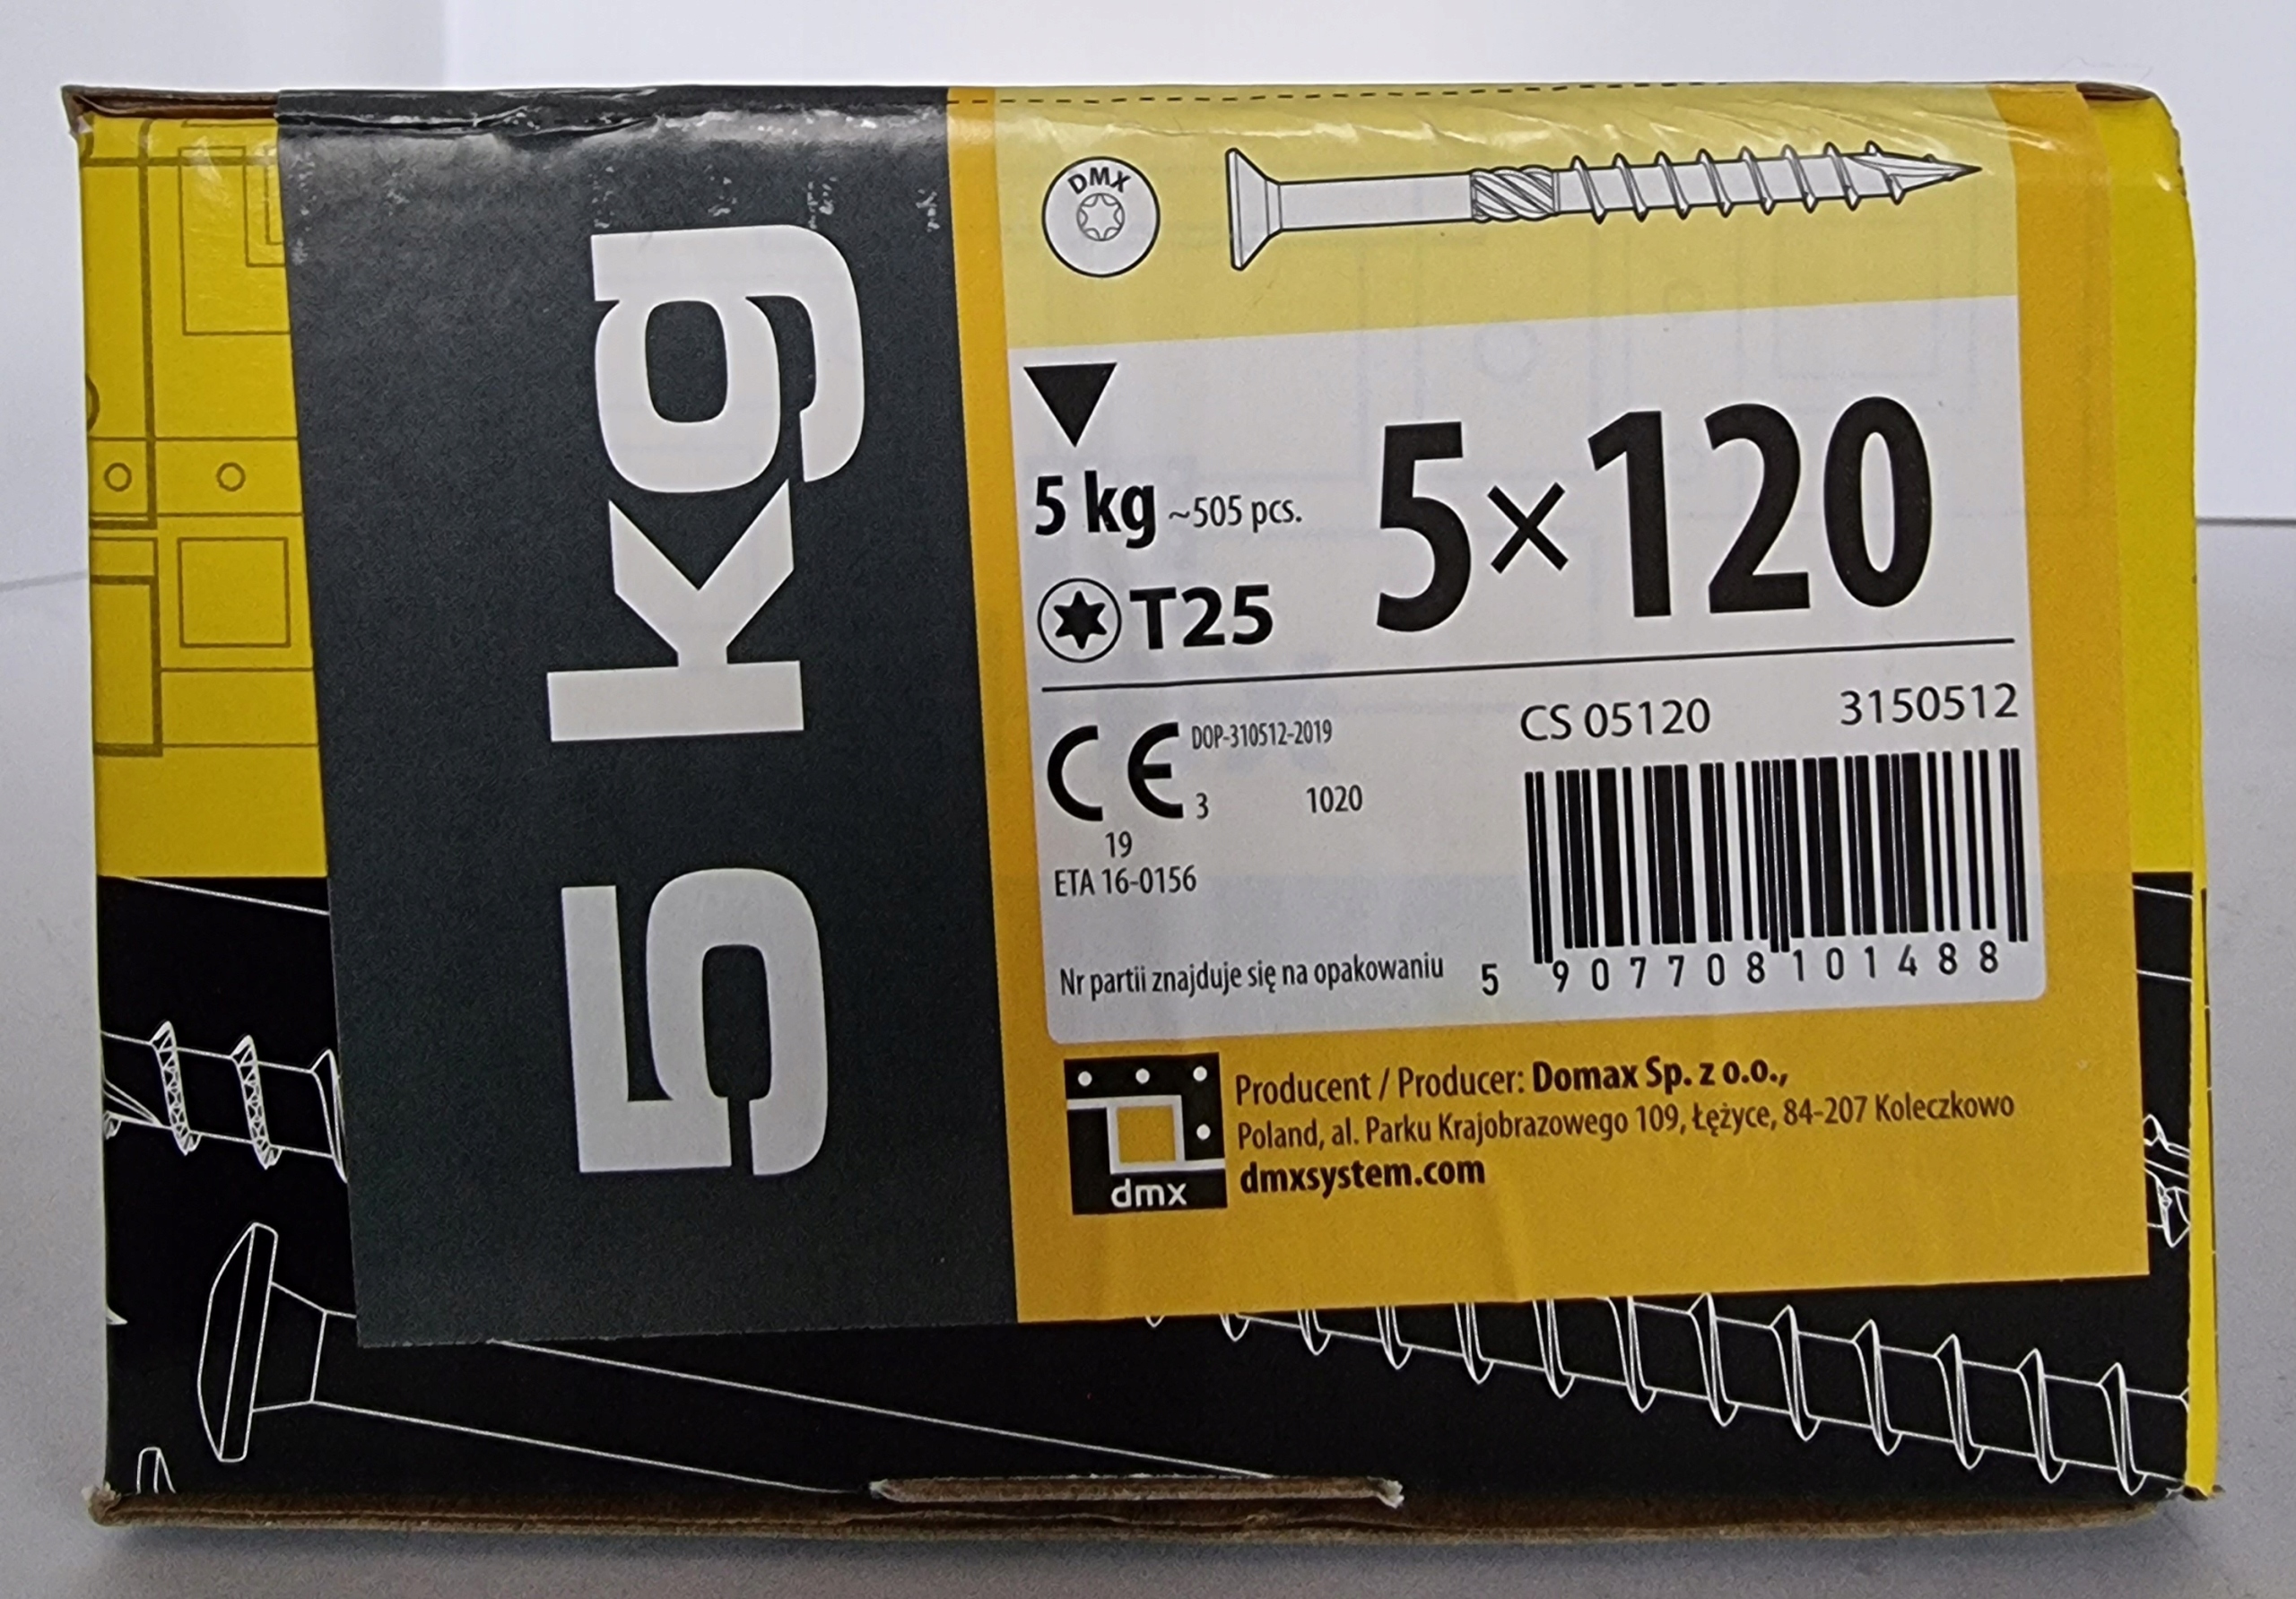 5 kg
DMX
5 kg ~505 pcs.
T25
5×120
CE DOP-310512-2019
3 1020
19
ETA 16-0156
CS 05120 3150512
Nr partii znajduje się na opakowaniu
5 907708 101488
dmx
Producent / Producer: Domax Sp. z o.o.,
Poland, al. Parku Krajobrazowego 109, Łężyce, 84-207 Koleczkowo
dmxsystem.com